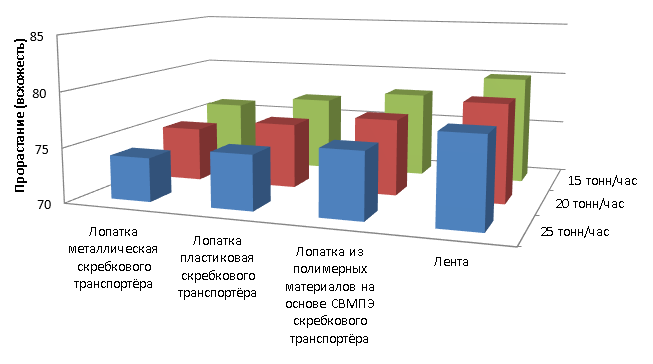 85
80
75
70
Прорастание (всхожесть)
Лопатка
металлическая
скребкового
транспортёра
Лопатка
пластиковая
скребкового
транспортёра
Лопатка из
полимерных
материалов на
основе СВМПЭ
скребкового
транспортёра
Лента
15 тонн/час
20 тонн/час
25 тонн/час